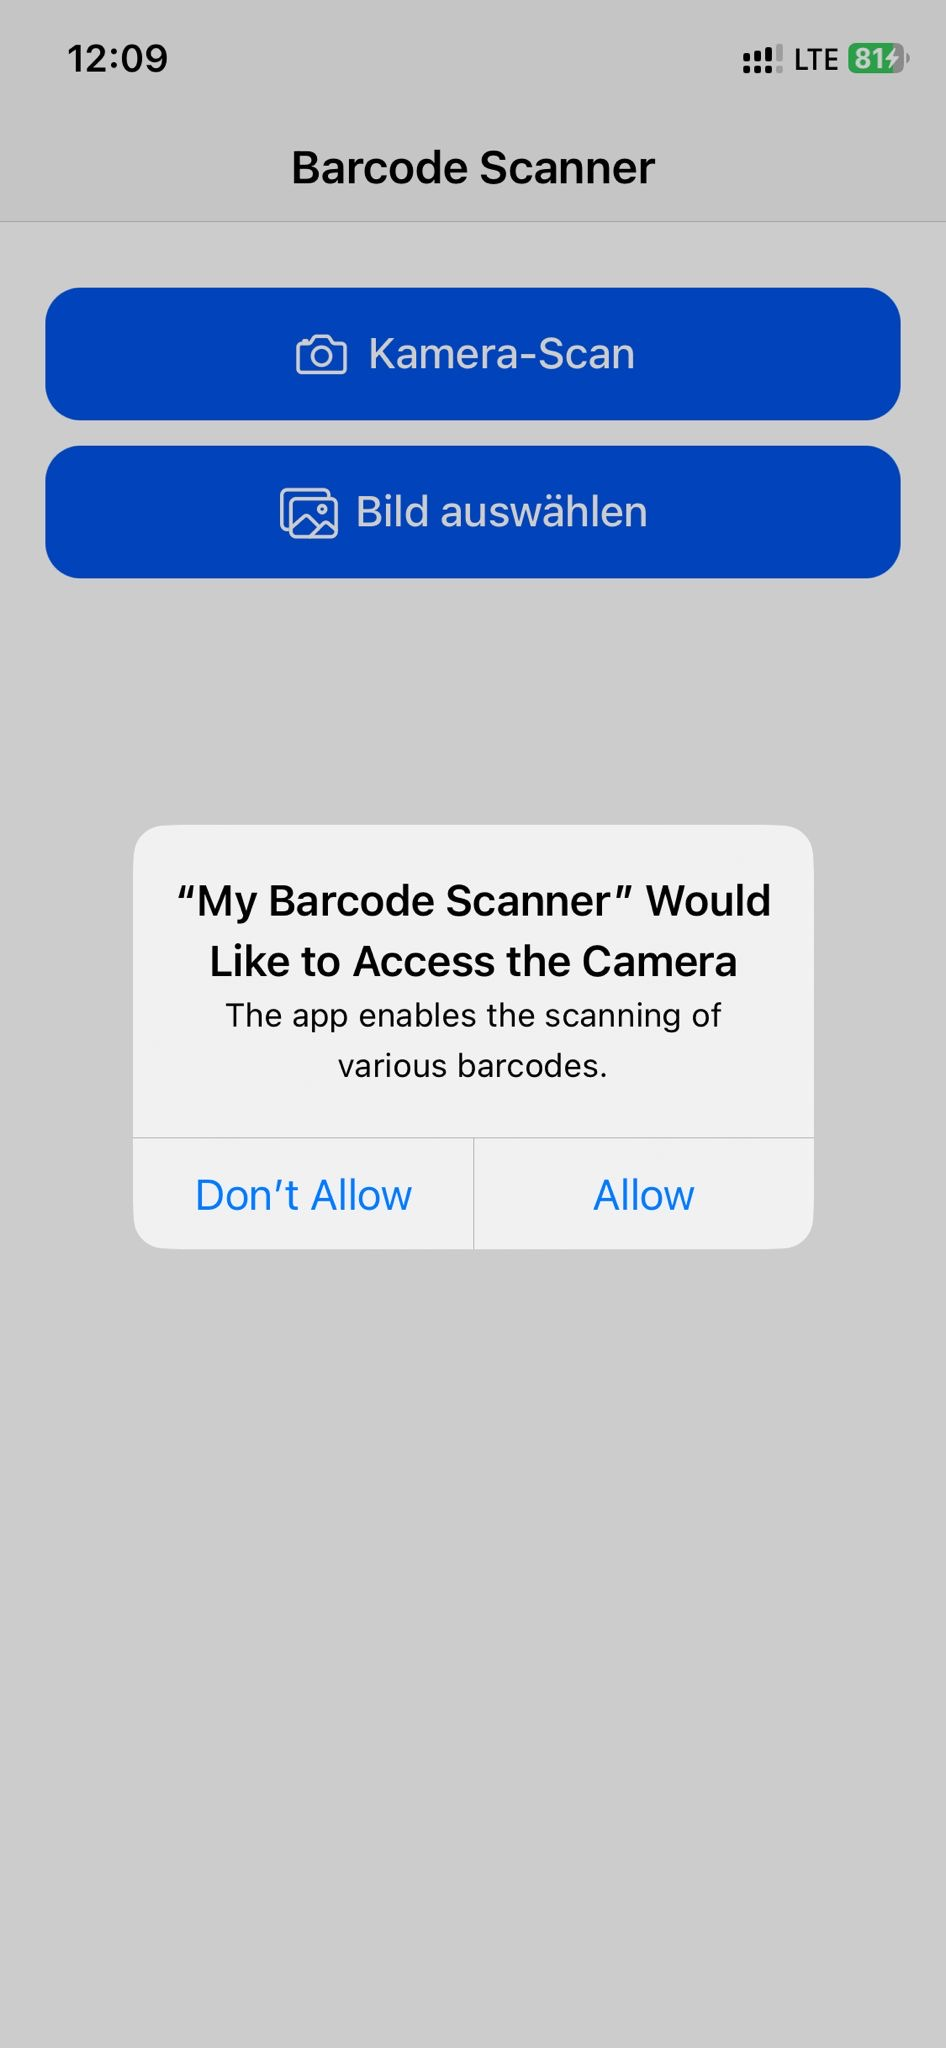 12:09
LTE 81
Barcode Scanner
Kamera-Scan
Bild auswählen
“My Barcode Scanner” Would
Like to Access the Camera
The app enables the scanning of
various barcodes.
Don’t Allow
Allow